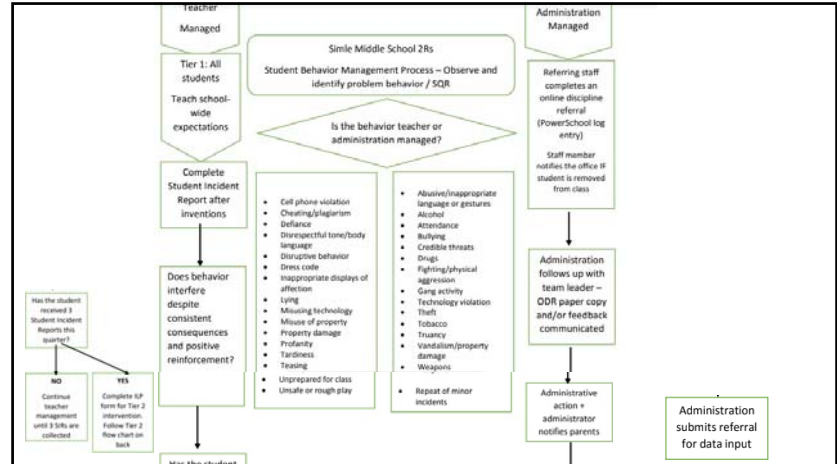 Teacher
Managed
Tier 1: All
students
Teach school-
wide
expectations
Complete
Student Incident
Report after
inventions
Does behavior
interfere
despite
consistent
consequences
and positive
reinforcement?
Has the student
Has the student
received 3
Student Incident
Reports this
quarter?
NO
Continue
teacher
management
until 3 SIRs are
collected
YES
Complete ILP
form for Tier 2
intervention.
Follow Tier 2
flow chart on
back
Simle Middle School 2Rs
Student Behavior Management Process – Observe and
identify problem behavior / SQR
Is the behavior teacher or
administration managed?
• Cell phone violation
• Cheating/plagiarism
• Defiance
• Disrespectful tone/body
language
• Disruptive behavior
• Dress code
• Inappropriate displays of
affection
• Lying
• Misusing technology
• Misuse of property
• Property damage
• Profanity
• Tardiness
• Teasing
• Unprepared for class
• Unsafe or rough play
• Abusive/inappropriate
language or gestures
• Alcohol
• Attendance
• Bullying
• Credible threats
• Drugs
• Fighting/physical
aggression
• Gang activity
• Technology violation
• Theft
• Tobacco
• Truancy
• Vandalism/property
damage
• Weapons
• Repeat of minor
incidents
Administration
Managed
Referring staff
completes an
online discipline
referral
(PowerSchool log
entry)
Staff member
notifies the office IF
student is removed
from class
Administration
follows up with
team leader –
ODR paper copy
and/or feedback
communicated
Administrative
action +
administrator
notifies parents
Administration
submits referral
for data input